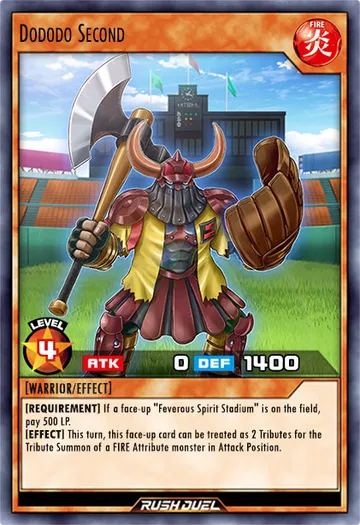 Dododo Second
FIRE
炎
LEVEL
4
ATK 0 DEF 1400
[WARRIOR/EFFECT]
[REQUIREMENT] If a face-up "Feverous Spirit Stadium" is on the field,
pay 500 LP.
[EFFECT] This turn, this face-up card can be treated as 2 Tributes for the
Tribute Summon of a FIRE Attribute monster in Attack Position.
RUSH DUEL